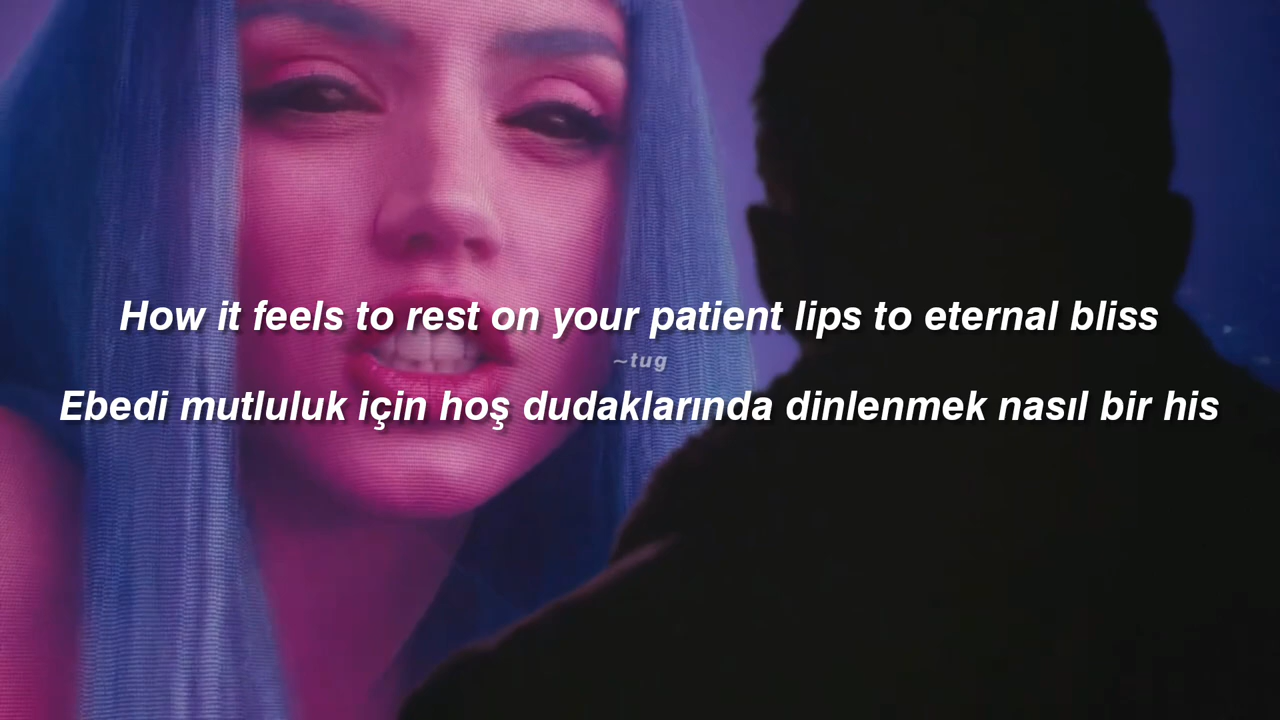 How it feels to rest on your patient lips to eternal bliss
~tug
Ebedi mutluluk için hoş dudaklarında dinlenmek nasıl bir his